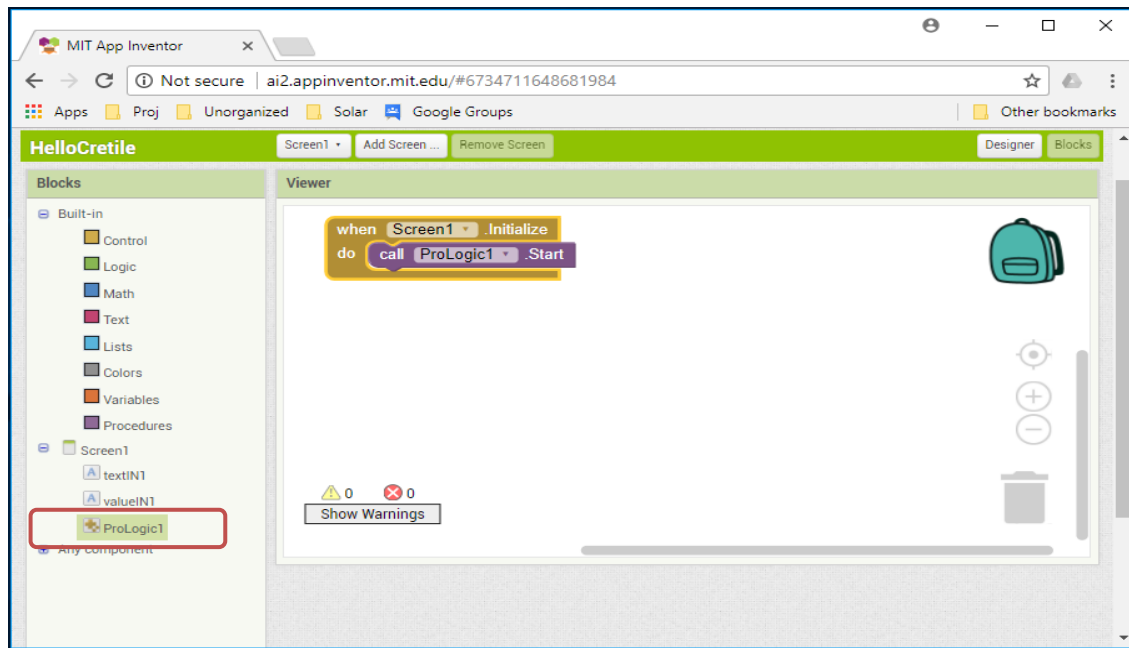 MIT App Inventor
Not secure | ai2.appinventor.mit.edu/#6734711648681984
Apps Proj Unorganized Solar Google Groups Other bookmarks
HelloCretile Screen1 Add Screen ... Remove Screen Designer Blocks
Blocks Viewer
Built-in
Control
Logic
Math
Text
Lists
Colors
Variables
Procedures
Screen1
A textIN1
A valueIN1
ProLogic1
Any component
when Screen1 .Initialize
do call ProLogic1 .Start
0 0
Show Warnings